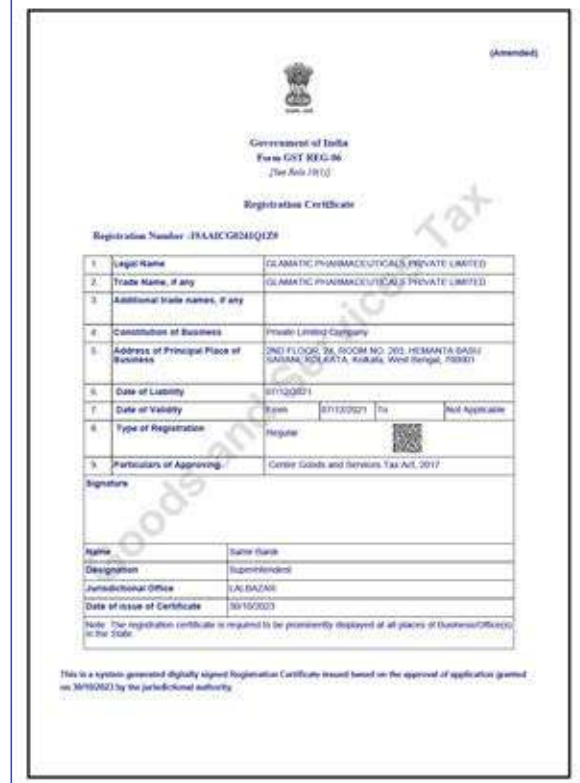 (Amended)
Government of India
Form GST REG-06
[See Rule 10(1)]
Registration Certificate
Registration Number :19AAICG0241Q1Z9
1. Legal Name GLAMATIC PHARMACEUTICALS PRIVATE LIMITED
2. Trade Name, if any GLAMATIC PHARMACEUTICALS PRIVATE LIMITED
3. Additional trade names, if any
4. Constitution of Business Private Limited Company
5. Address of Principal Place of Business 2ND FLOOR, 24, ROOM NO. 203, HEMANTA BASU
SARANI, KOLKATA, Kolkata, West Bengal, 700001
6. Date of Liability 07/12/2021
7. Date of Validity From 07/12/2021 To Not Applicable
8. Type of Registration Regular
9. Particulars of Approving Centre Goods and Services Tax Act, 2017
Signature
Name
Designation Superintendent
Jurisdictional Office LALBAZAR
Date of issue of Certificate 30/10/2023
Note: The registration certificate is required to be prominently displayed at all places of Business/Office(s)
in the State.
This is a system generated digitally signed Registration Certificate issued based on the approval of application granted
on 30/10/2023 by the jurisdictional authority.
Goods and Services Tax